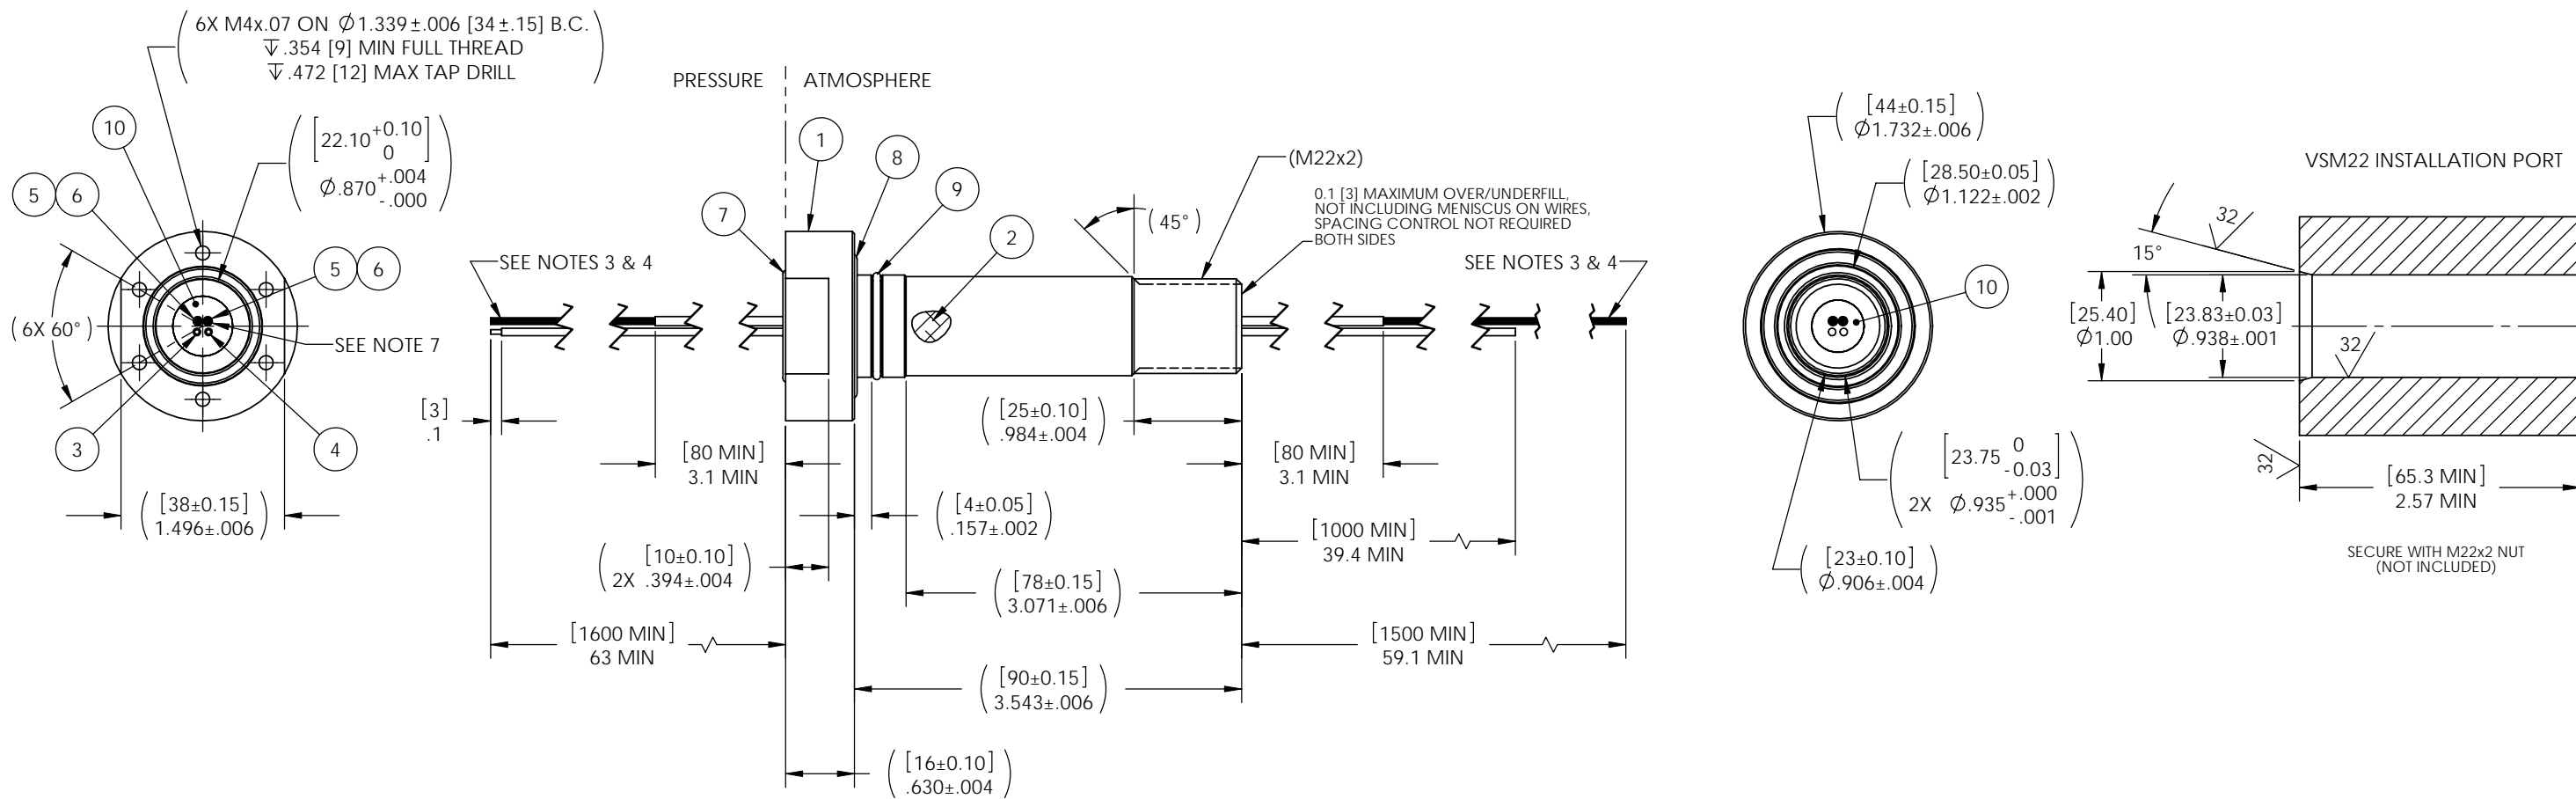 6X M4x.07 ON ∅1.339±.006 [34±.15] B.C.
↧.354 [9] MIN FULL THREAD
↧.472 [12] MAX TAP DRILL
10
[22.10 +0.10 0]
∅.870 +.004 -.000
5 6
5 6
(6X 60°)
SEE NOTE 7
3
4
[38±0.15]
1.496±.006
PRESSURE
ATMOSPHERE
1
8
9
7
2
(M22x2)
0.1 [3] MAXIMUM OVER/UNDERFILL,
NOT INCLUDING MENISCUS ON WIRES,
SPACING CONTROL NOT REQUIRED
BOTH SIDES
(45°)
SEE NOTES 3 & 4
SEE NOTES 3 & 4
[3]
.1
[80 MIN]
3.1 MIN
[25±0.10]
.984±.004
[80 MIN]
3.1 MIN
[4±0.05]
.157±.002
[1000 MIN]
39.4 MIN
[10±0.10]
2X .394±.004
[78±0.15]
3.071±.006
[1600 MIN]
63 MIN
[1500 MIN]
59.1 MIN
[90±0.15]
3.543±.006
[16±0.10]
.630±.004
[44±0.15]
∅1.732±.006
[28.50±0.05]
∅1.122±.002
10
[23.75 0 -0.03]
2X ∅.935 +.000 -.001
[23±0.10]
∅.906±.004
VSM22 INSTALLATION PORT
32
15°
[25.40]
∅1.00
[23.83±0.03]
∅.938±.001
32
32
[65.3 MIN]
2.57 MIN
SECURE WITH M22x2 NUT
(NOT INCLUDED)